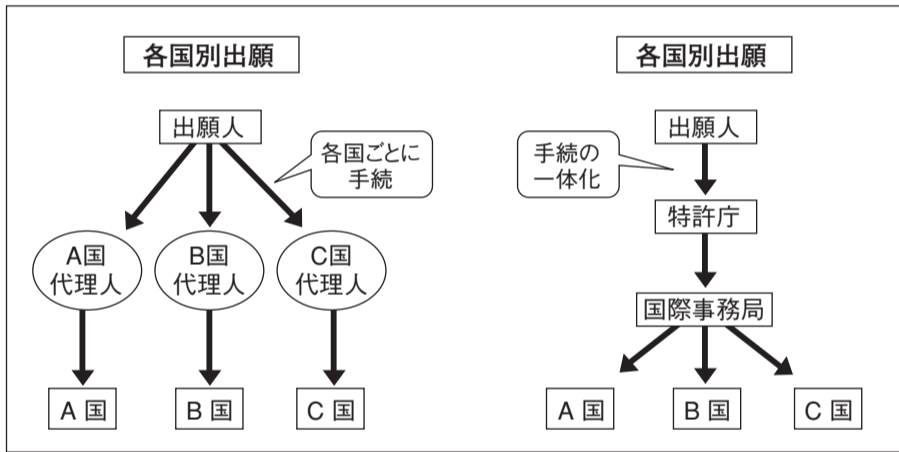 各国別出願
出願人
各国ごとに
手続
A国
代理人
B国
代理人
C国
代理人
A 国
B 国
C 国
各国別出願
出願人
手続の
一体化
特許庁
国際事務局
A 国
B 国
C 国